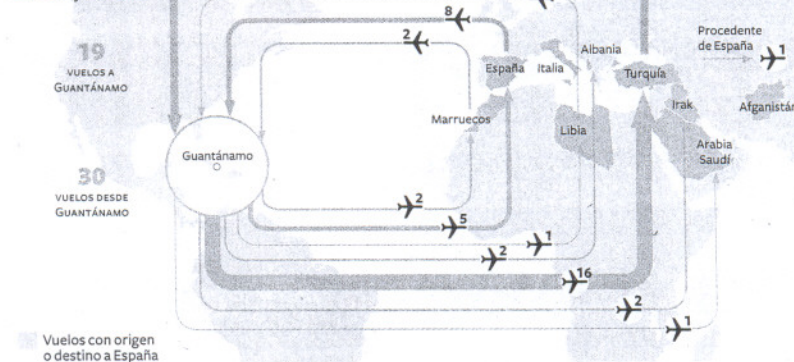 8
2
Albania
Procedente
de España
1
19
VUELOS A
GUANTÁNAMO
España
Italia
Turquía
Irak
Afganistán
Marruecos
Libia
Arabia
Saudí
Guantánamo
30
VUELOS DESDE
GUANTÁNAMO
2
5
1
2
16
2
1
Vuelos con origen
o destino a España